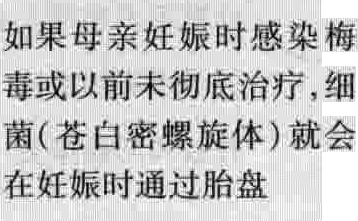 如果母亲妊娠时感染梅
毒或以前未彻底治疗,细
菌(苍白密螺旋体)就会
在妊娠时通过胎盘